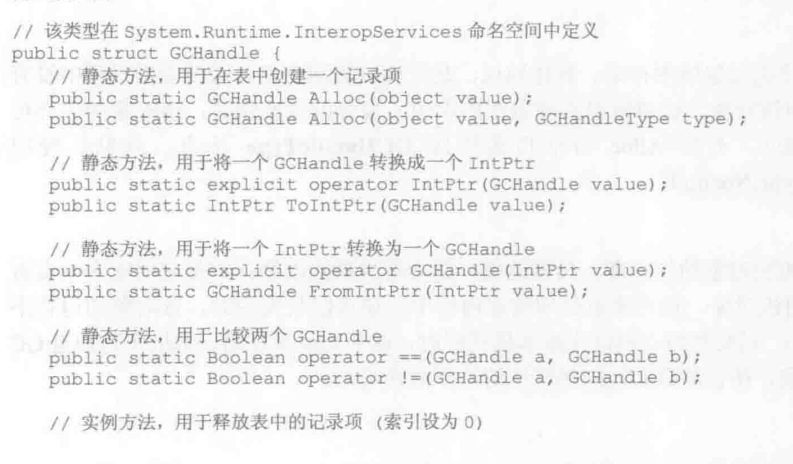 // 该类型在 System.Runtime.InteropServices 命名空间中定义
public struct GCHandle {
// 静态方法，用于在表中创建一个记录项
public static GCHandle Alloc(object value);
public static GCHandle Alloc(object value, GCHandleType type);
// 静态方法，用于将一个 GCHandle 转换成一个 IntPtr
public static explicit operator IntPtr(GCHandle value);
public static IntPtr ToIntPtr(GCHandle value);
// 静态方法，用于将一个 IntPtr 转换为一个 GCHandle
public static explicit operator GCHandle(IntPtr value);
public static GCHandle FromIntPtr(IntPtr value);
// 静态方法，用于比较两个 GCHandle
public static Boolean operator ==(GCHandle a, GCHandle b);
public static Boolean operator !=(GCHandle a, GCHandle b);
// 实例方法，用于释放表中的记录项 (索引设为 0)